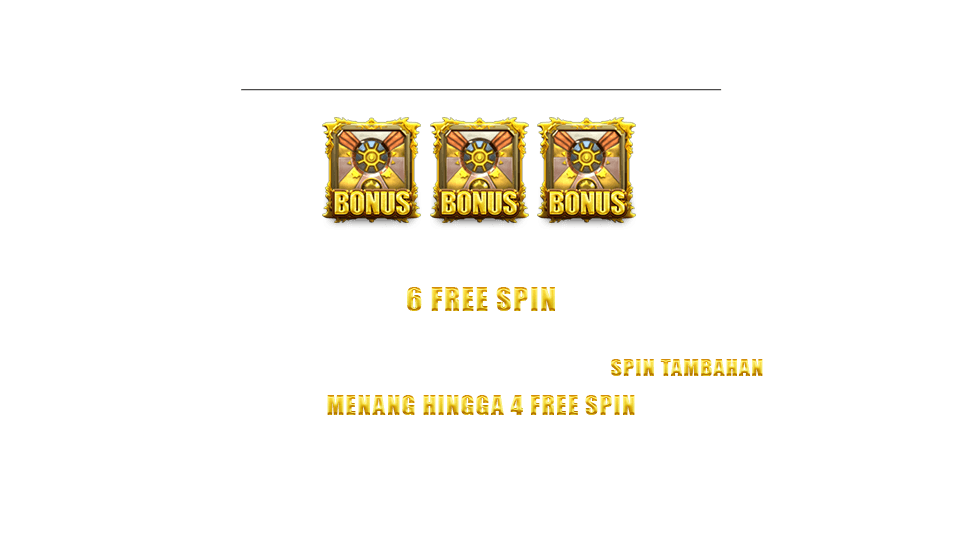 BONUS BONUS BONUS
6 FREE SPIN
SPIN TAMBAHAN
MENANG HINGGA 4 FREE SPIN